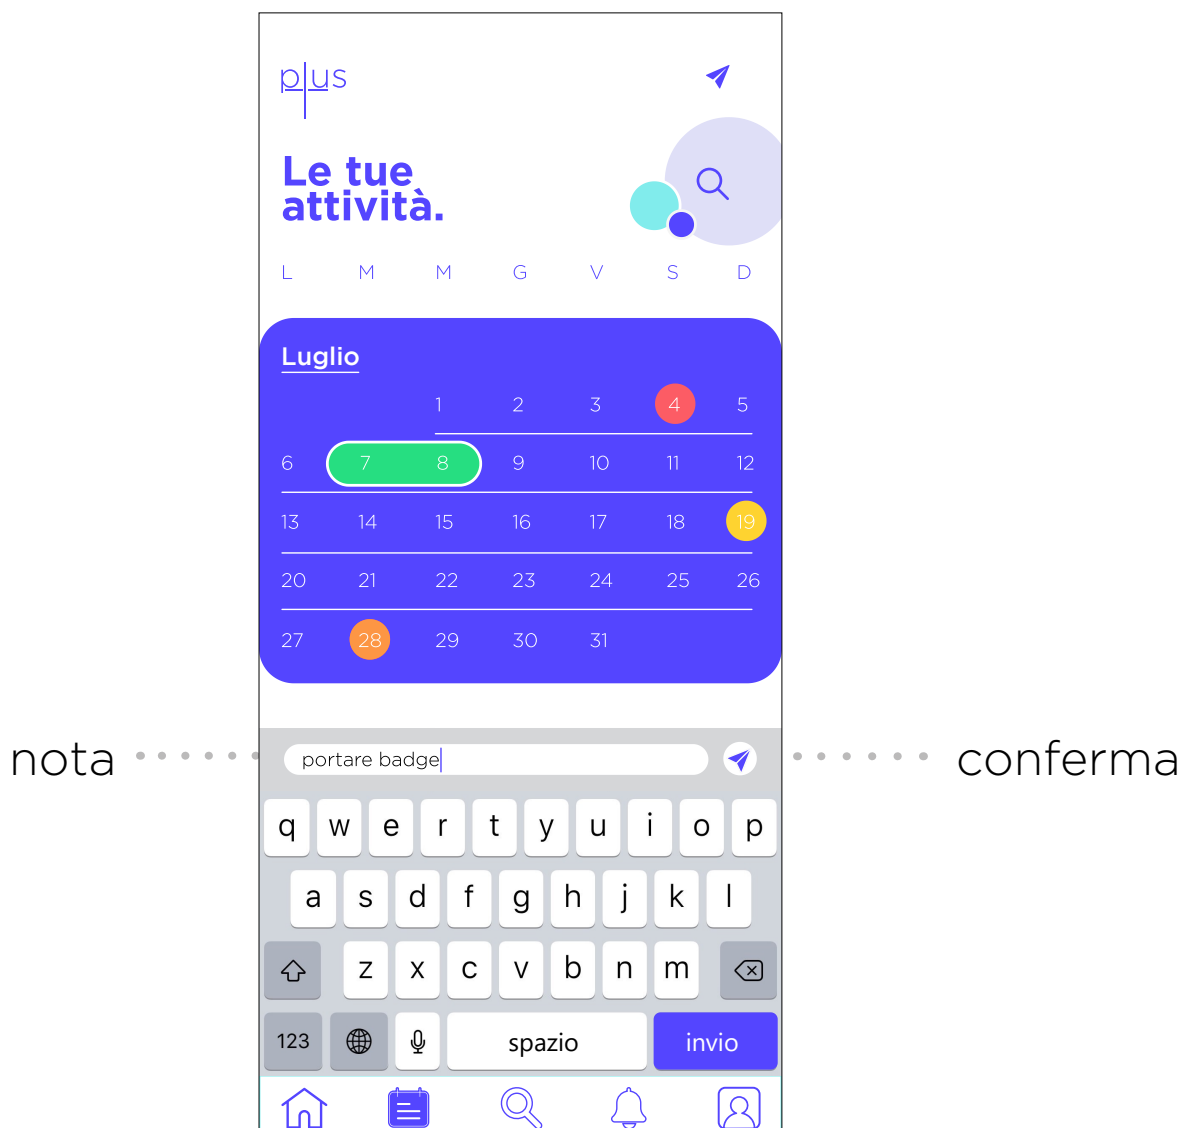 plus
Le tue
attività.
L M M G V S D
Luglio
1 2 3 4 5
6 7 8 9 10 11 12
13 14 15 16 17 18 19
20 21 22 23 24 25 26
27 28 29 30 31
nota
portare badge
conferma
q w e r t y u i o p
a s d f g h j k l
z x c v b n m
123 spazio invio